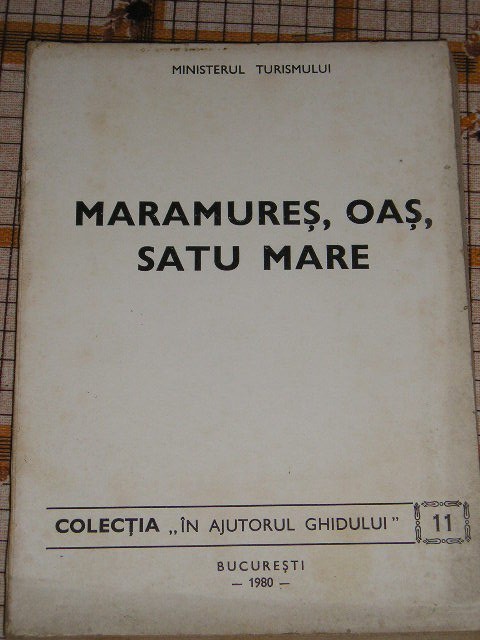 MINISTERUL TURISMULUI
MARAMUREȘ, OAȘ,
SATU MARE
COLECȚIA „ÎN AJUTORUL GHIDULUI” 11
BUCUREȘTI
— 1980 —